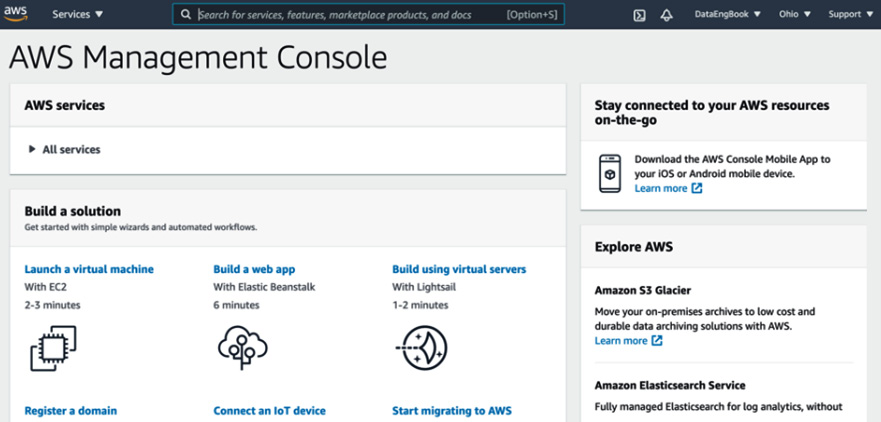 aws
Services ▼
Search for services, features, marketplace products, and docs
[Option+S]
DataEngBook ▼
Ohio ▼
Support ▼
AWS Management Console
AWS services
▶ All services
Build a solution
Get started with simple wizards and automated workflows.
Launch a virtual machine
With EC2
2-3 minutes
Build a web app
With Elastic Beanstalk
6 minutes
Build using virtual servers
With Lightsail
1-2 minutes
Register a domain
Connect an IoT device
Start migrating to AWS
Stay connected to your AWS resources
on-the-go
Download the AWS Console Mobile App to
your iOS or Android mobile device.
Learn more
Explore AWS
Amazon S3 Glacier
Move your on-premises archives to low cost and
durable data archiving solutions with AWS.
Learn more
Amazon Elasticsearch Service
Fully managed Elasticsearch for log analytics, without